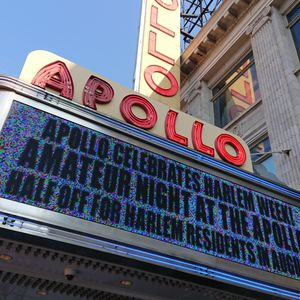 APOLLO
APOLLO
APOLLO CELEBRATES HARLEM WEEK!
AMATEUR NIGHT AT THE APOLLO
HALF OFF FOR HARLEM RESIDENTS IN